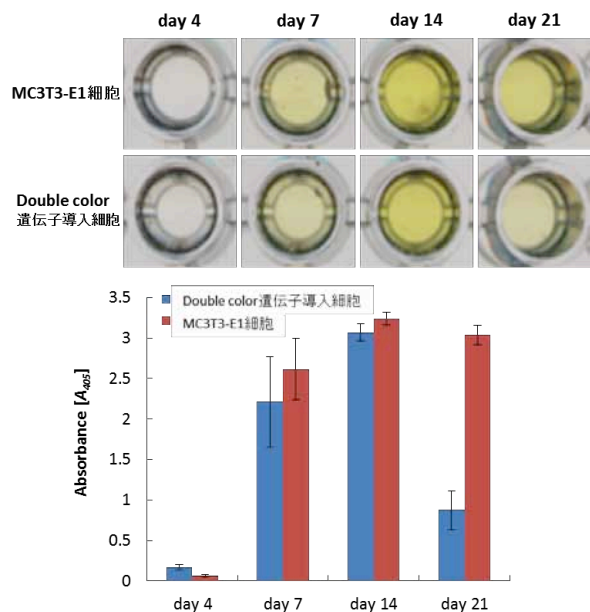 day 4 day 7 day 14 day 21
MC3T3-E1細胞
Double color
遺伝子導入細胞
Double color遺伝子導入細胞
MC3T3-E1細胞
Absorbance [A₄₀₅]
3.5
3
2.5
2
1.5
1
0.5
0
day 4 day 7 day 14 day 21